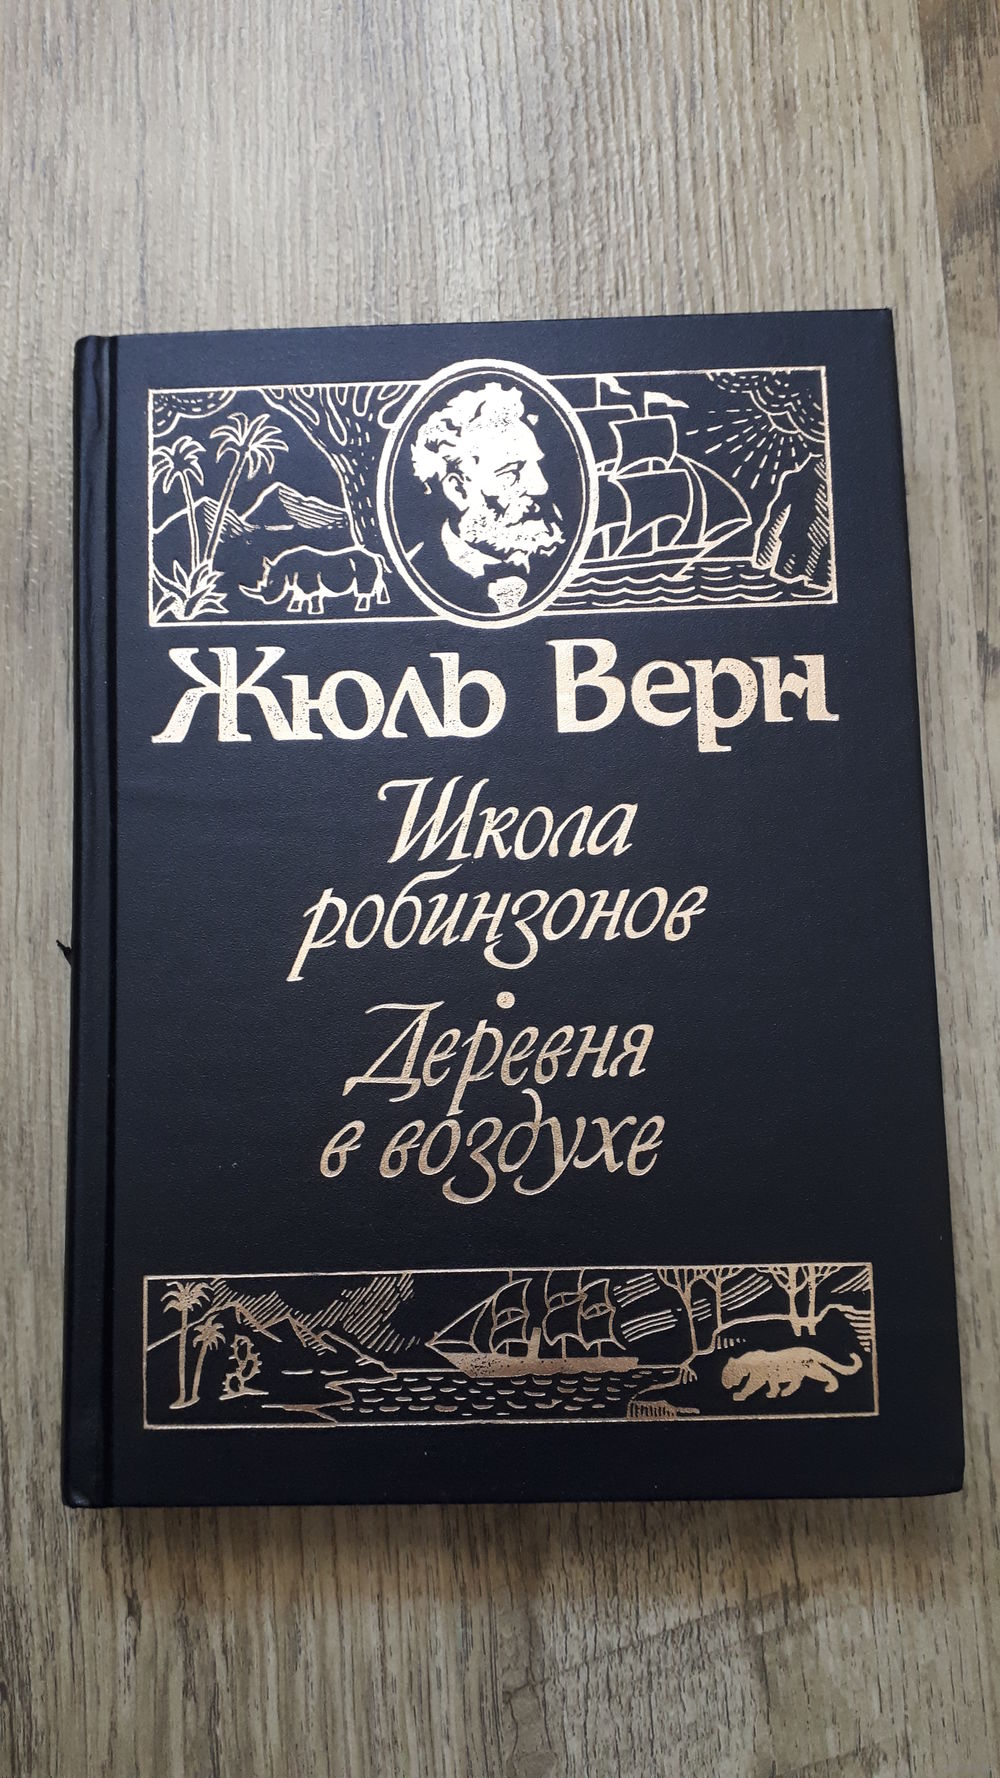 Жюль Верн
Школа
робинзонов
•
Деревня
в воздухе